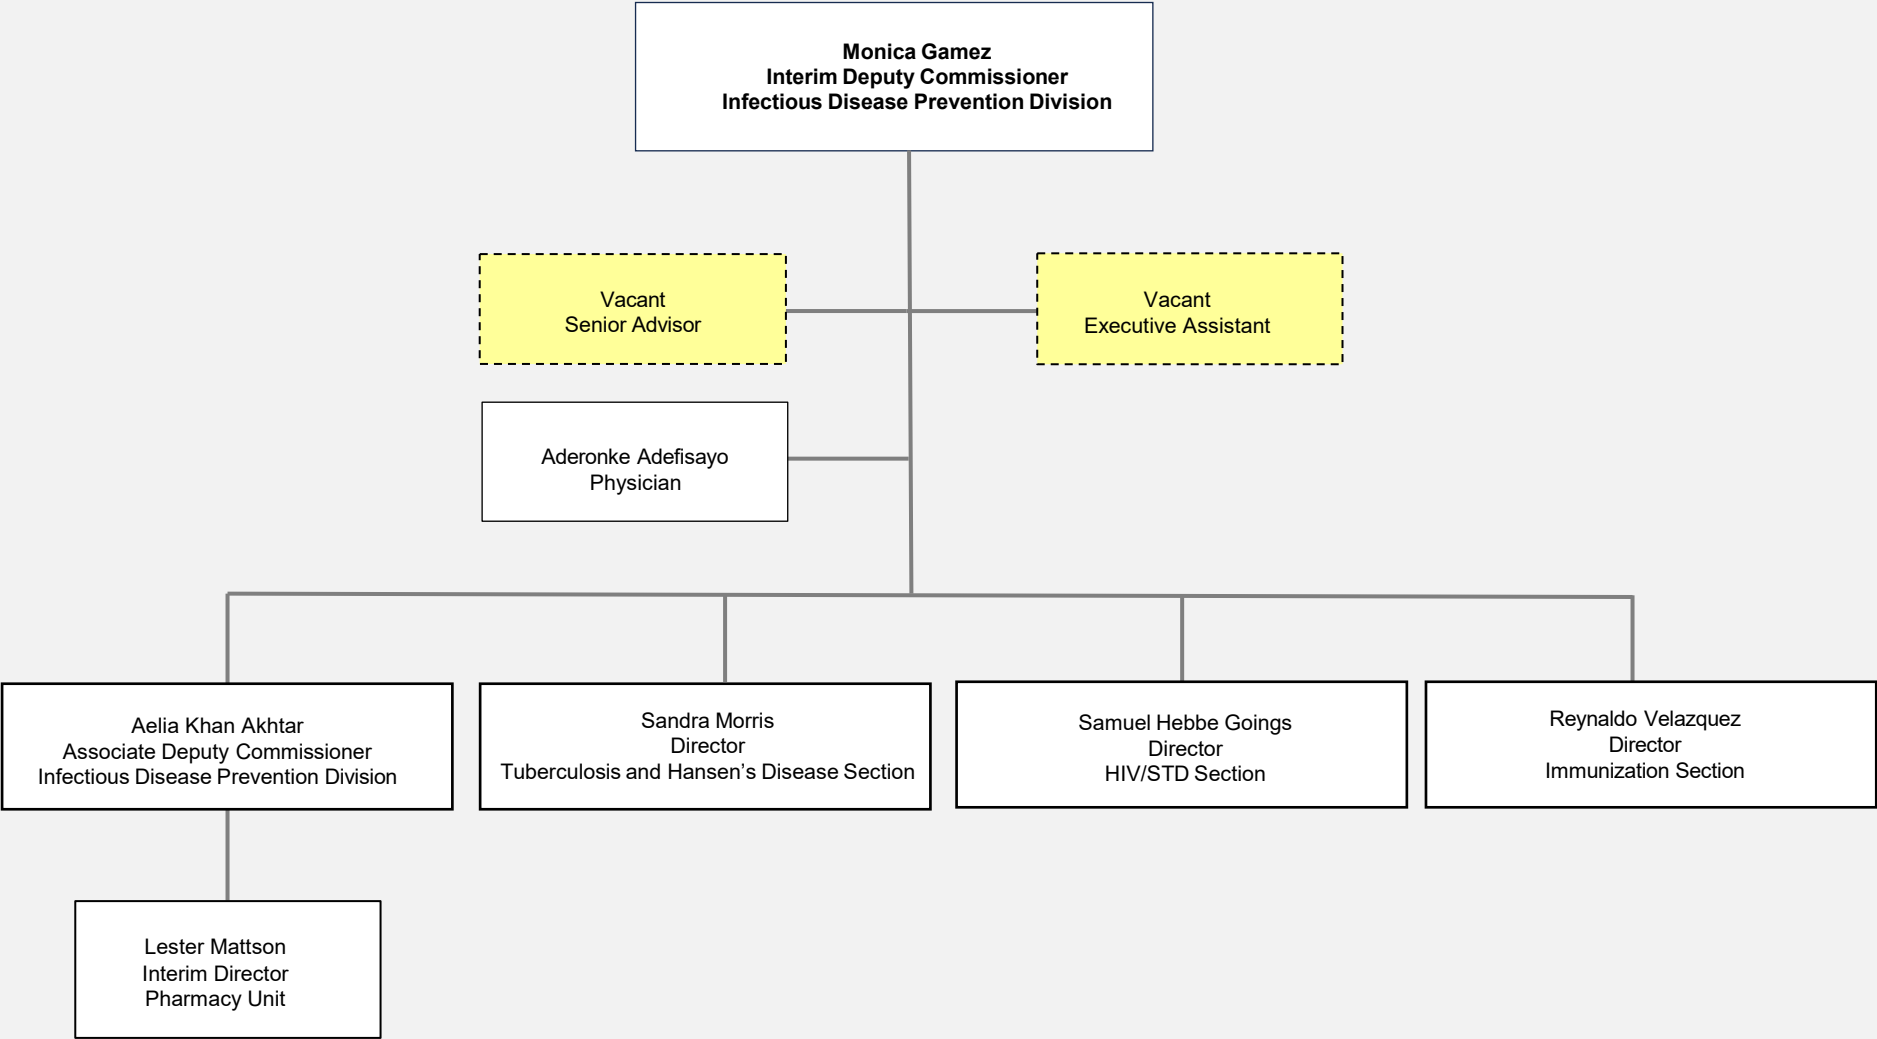 Monica Gamez
Interim Deputy Commissioner
Infectious Disease Prevention Division
Vacant
Senior Advisor
Vacant
Executive Assistant
Aderonke Adefisayo
Physician
Aelia Khan Akhtar
Associate Deputy Commissioner
Infectious Disease Prevention Division
Sandra Morris
Director
Tuberculosis and Hansen’s Disease Section
Samuel Hebbe Goings
Director
HIV/STD Section
Reynaldo Velazquez
Director
Immunization Section
Lester Mattson
Interim Director
Pharmacy Unit